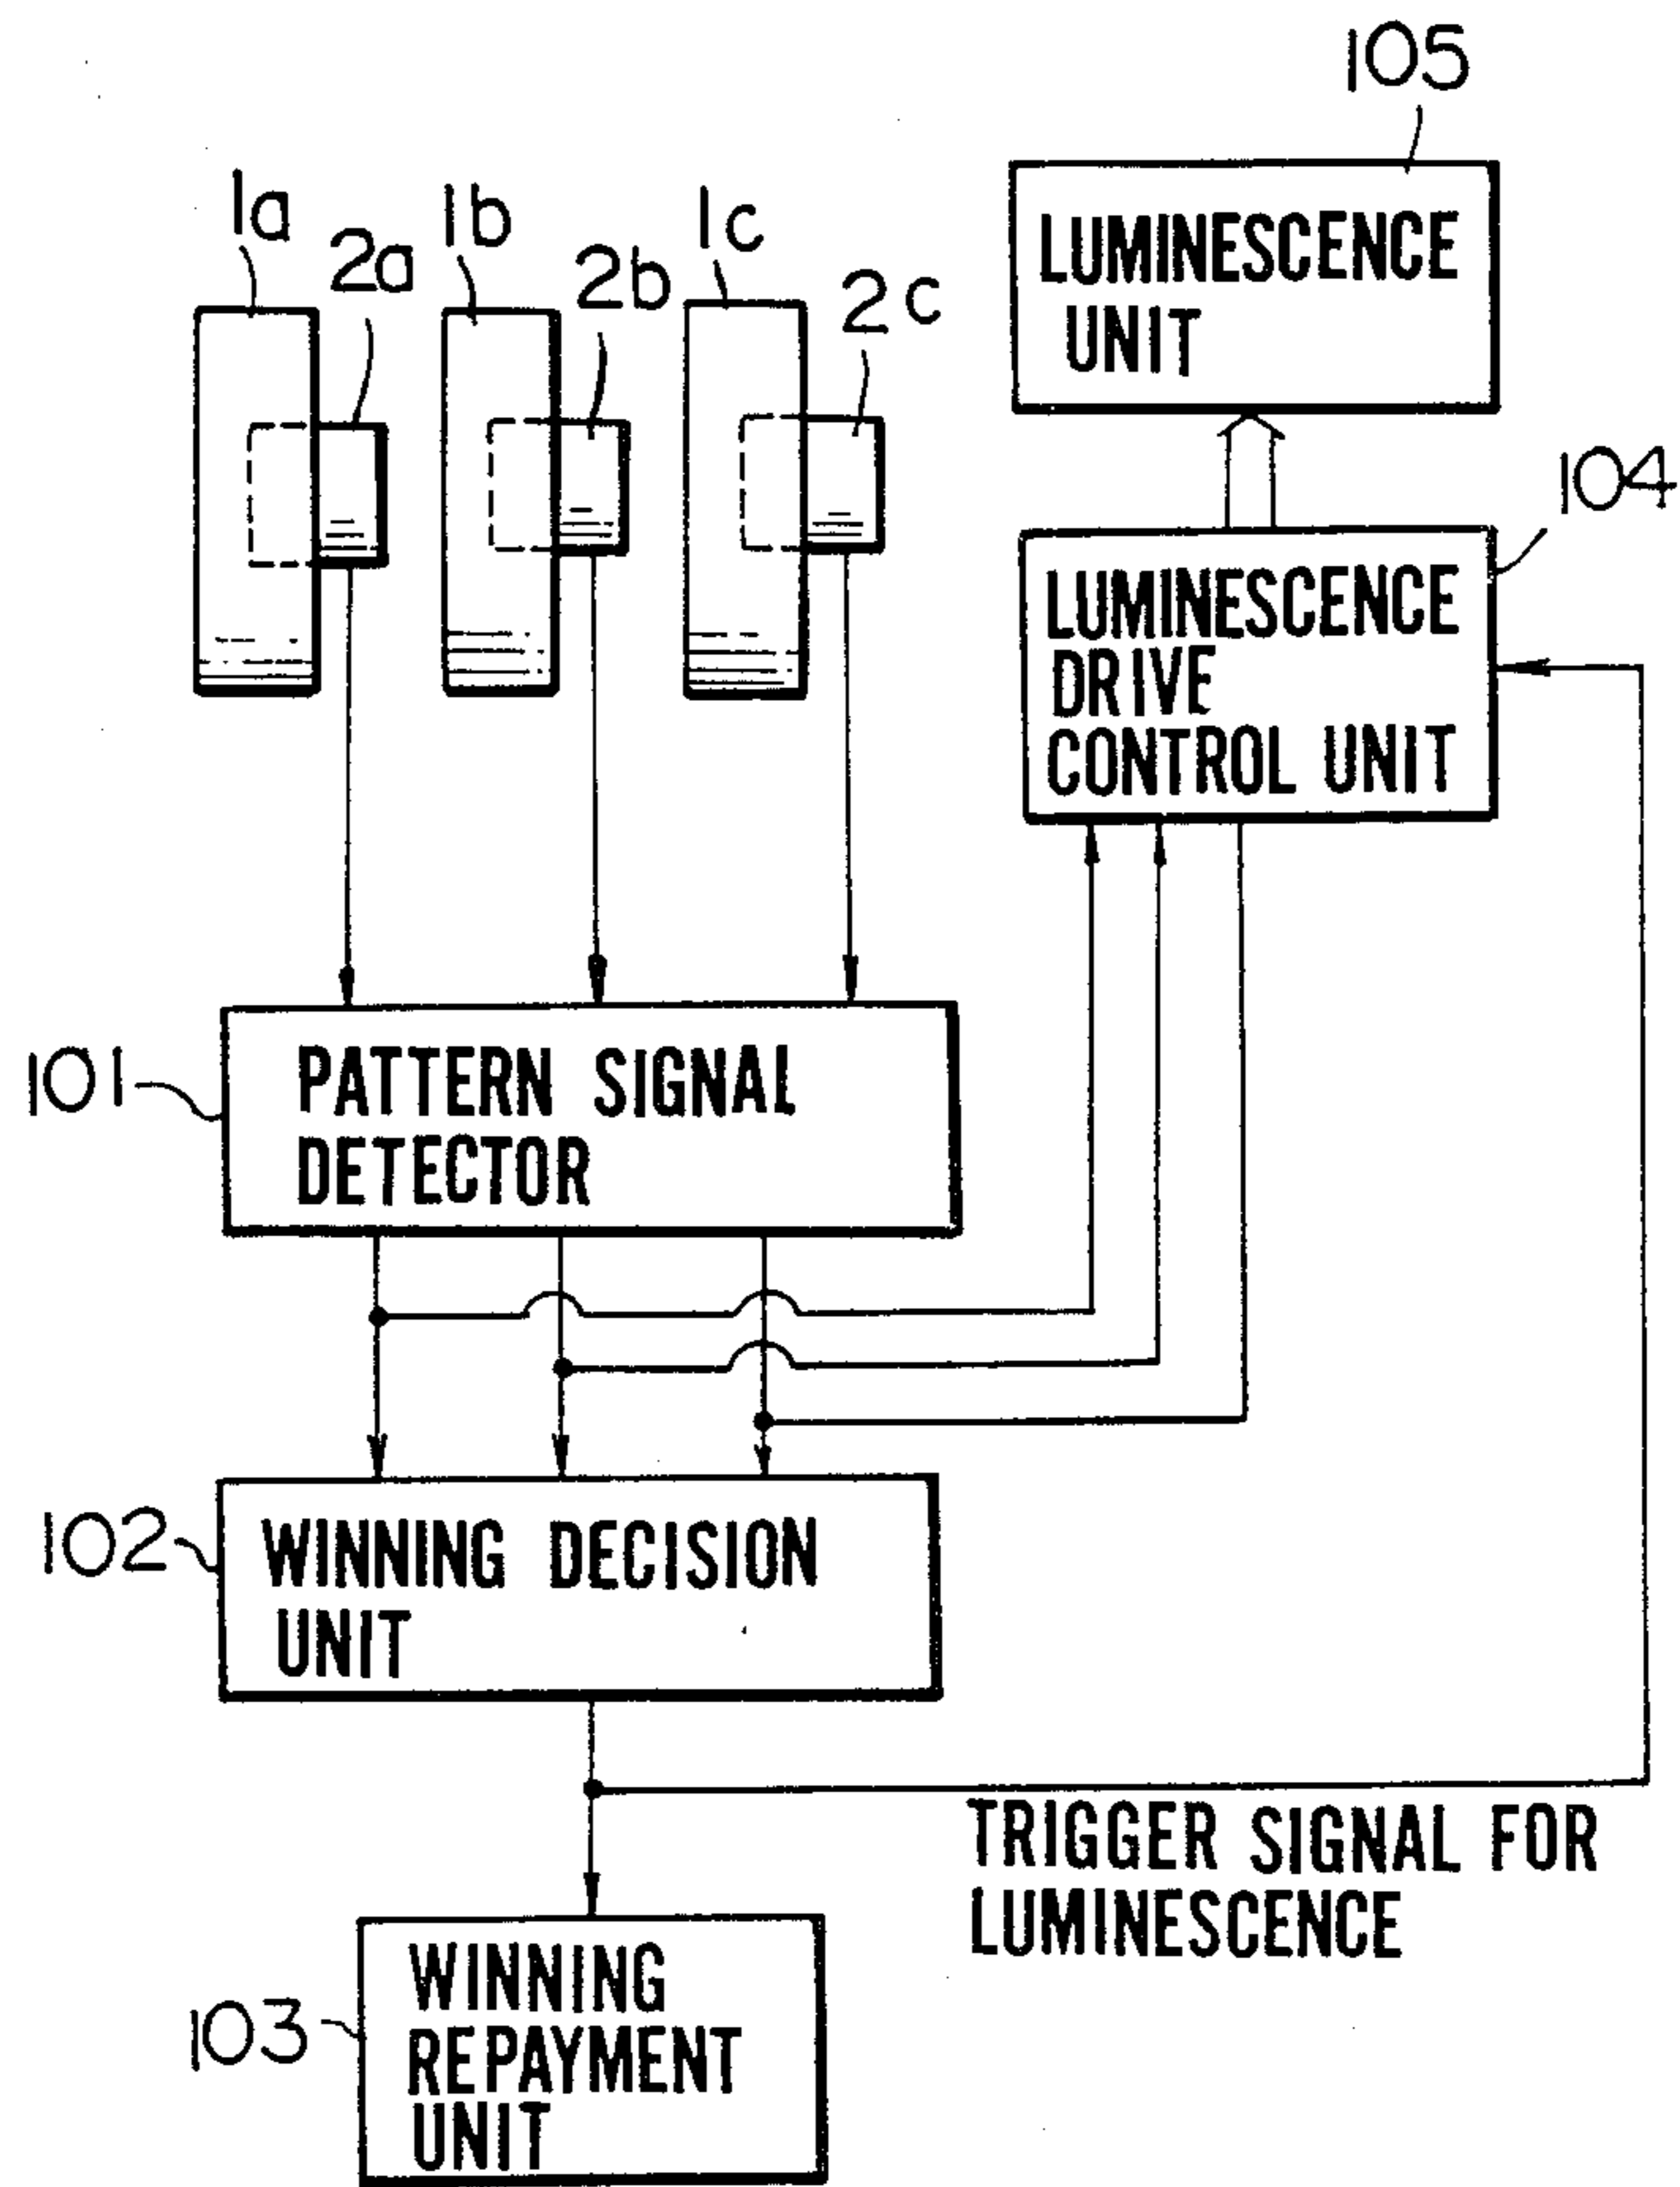 105
1a
1b
1c
2a
2b
2c
LUMINESCENCE
UNIT
104
LUMINESCENCE
DRIVE
CONTROL UNIT
101
PATTERN SIGNAL
DETECTOR
102
WINNING DECISION
UNIT
TRIGGER SIGNAL FOR
LUMINESCENCE
103
WINNING
REPAYMENT
UNIT